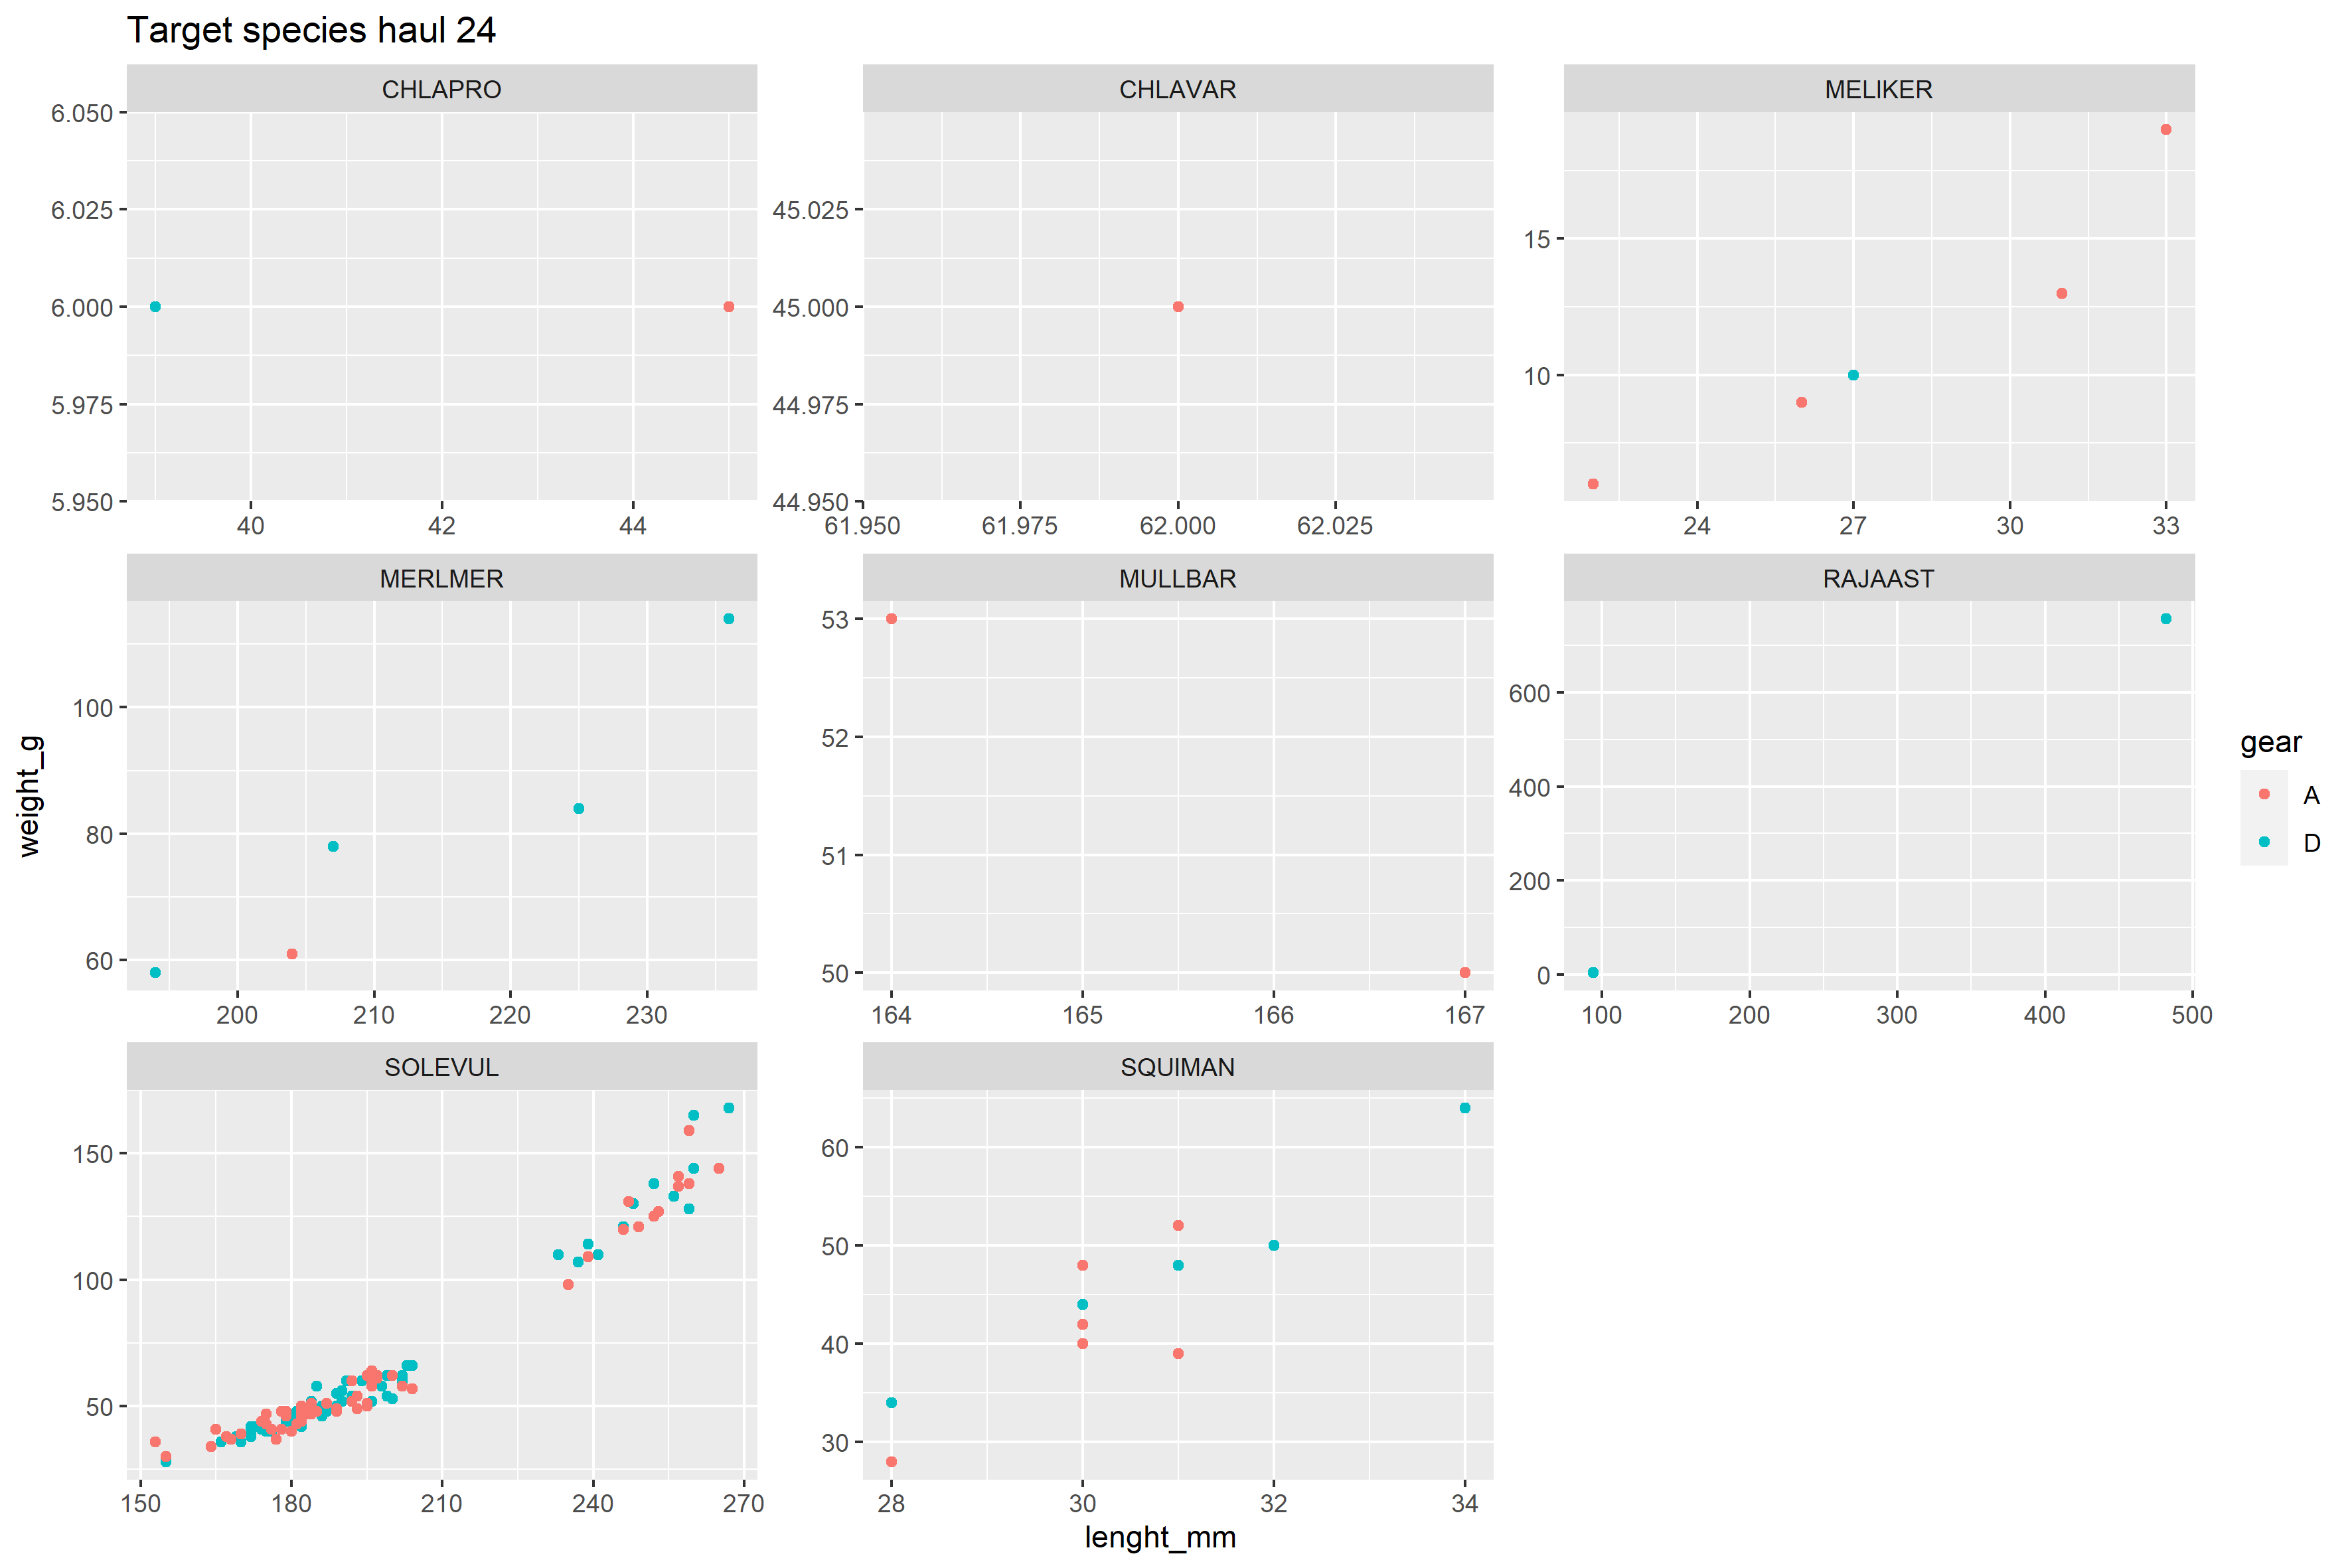 Target species haul 24
CHLAPRO CHLAVAR MELIKER
6.050
6.025 45.025
15
6.000 45.000
10
5.975 44.975
5.950 44.950
40 42 44 61.950 61.975 62.000 62.025 24 27 30 33
MERLMER MULLBAR RAJAAST
53
100 600
52
weight_g
gear
400 A
80 51 D
200
60 50 0
200 210 220 230 164 165 166 167 100 200 300 400 500
SOLEVUL SQUIMAN
150 60
100 50
40
50 30
150 180 210 240 270 28 30 32 34
lenght_mm